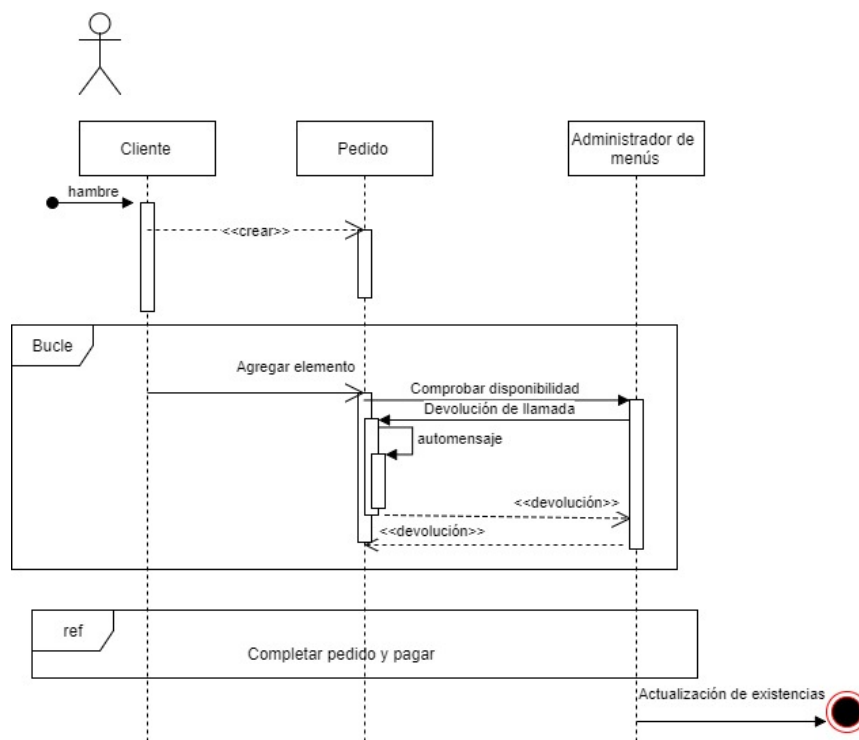 Cliente
Pedido
Administrador de
menús
hambre
<<crear>>
Bucle
Agregar elemento
Comprobar disponibilidad
Devolución de llamada
automensaje
<<devolución>>
<<devolución>>
ref
Completar pedido y pagar
Actualización de existencias